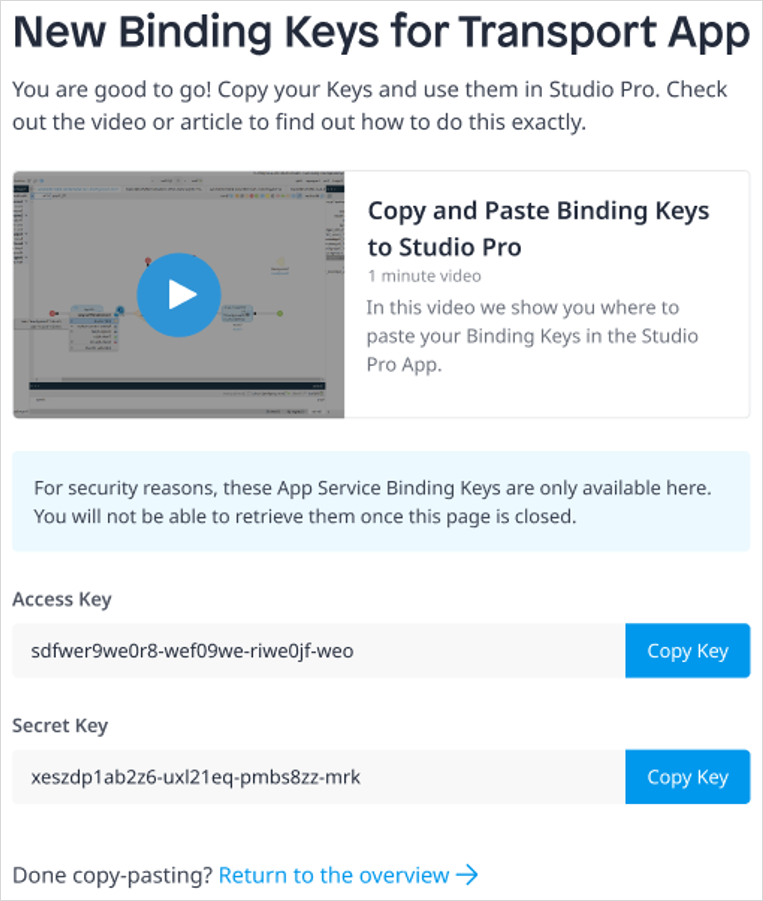 New Binding Keys for Transport App
You are good to go! Copy your Keys and use them in Studio Pro. Check
out the video or article to find out how to do this exactly.
Copy and Paste Binding Keys
to Studio Pro
1 minute video
In this video we show you where to
paste your Binding Keys in the Studio
Pro App.
For security reasons, these App Service Binding Keys are only available here.
You will not be able to retrieve them once this page is closed.
Access Key
sdfwer9we0r8-wef09we-riwe0jf-weo
Copy Key
Secret Key
xeszdp1ab2z6-uxl21eq-pmbs8zz-mrk
Copy Key
Done copy-pasting? Return to the overview →